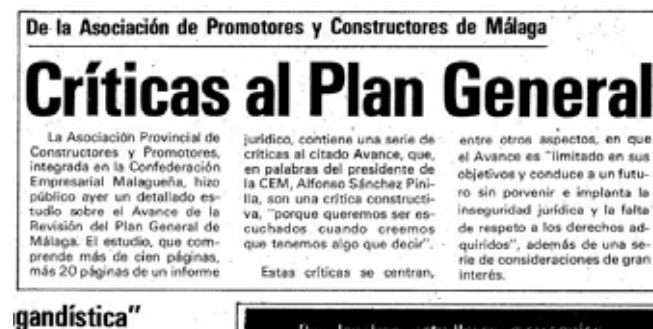 De la Asociación de Promotores y Constructores de Málaga
Críticas al Plan General
La Asociación Provincial de
Constructores y Promotores,
integrada en la Confederación
Empresarial Malagueña, hizo
público ayer un detallado es-
tudio sobre el Avance de la
Revisión del Plan General de
Málaga. El estudio, que com-
prende más de cien páginas,
más 20 páginas de un informe
jurídico, contiene una serie de
críticas al citado Avance, que,
en palabras del presidente de
la CEM, Alfonso Sánchez Pini-
lla, son una crítica constructi-
va, "porque queremos ser es-
cuchados cuando creemos
que tenemos algo que decir".
Estas críticas se centran,
entre otros aspectos, en que
el Avance es "limitado en sus
objetivos y conduce a un futu-
ro sin porvenir e implanta la
inseguridad jurídica y la falta
de respeto a los derechos ad-
quiridos", además de una se-
rie de consideraciones de gran
interés.
gandística"